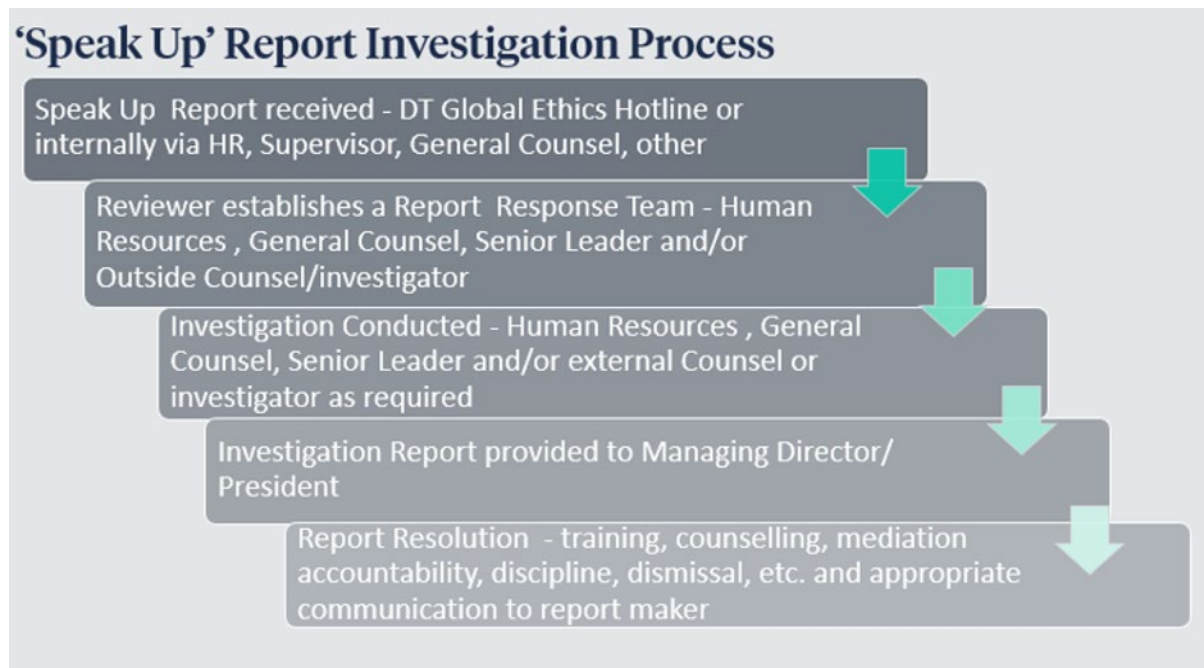 ‘Speak Up’ Report Investigation Process
Speak Up Report received - DT Global Ethics Hotline or
internally via HR, Supervisor, General Counsel, other
Reviewer establishes a Report Response Team - Human
Resources , General Counsel, Senior Leader and/or
Outside Counsel/investigator
Investigation Conducted - Human Resources , General
Counsel, Senior Leader and/or external Counsel or
investigator as required
Investigation Report provided to Managing Director/
President
Report Resolution - training, counselling, mediation
accountability, discipline, dismissal, etc. and appropriate
communication to report maker